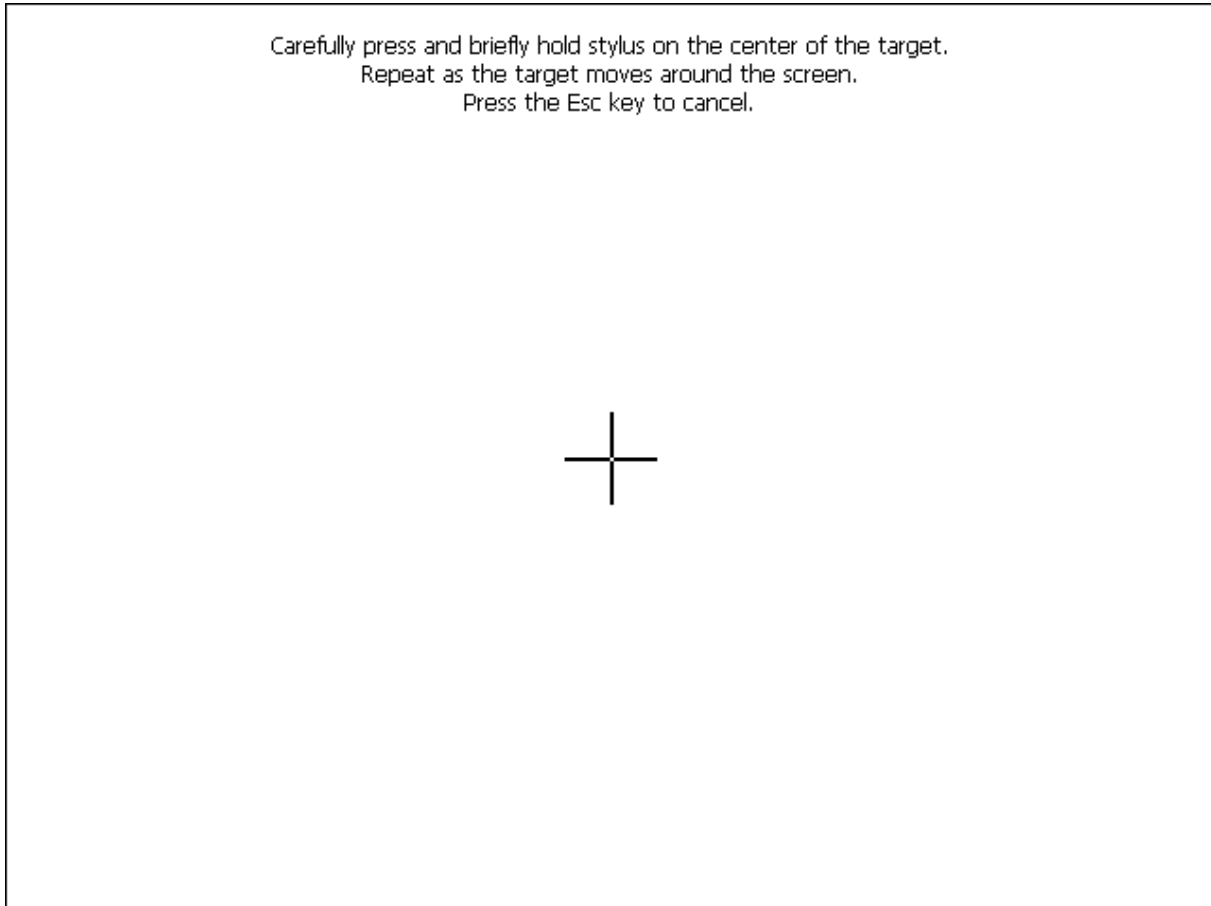 Carefully press and briefly hold stylus on the center of the target.
Repeat as the target moves around the screen.
Press the Esc key to cancel.